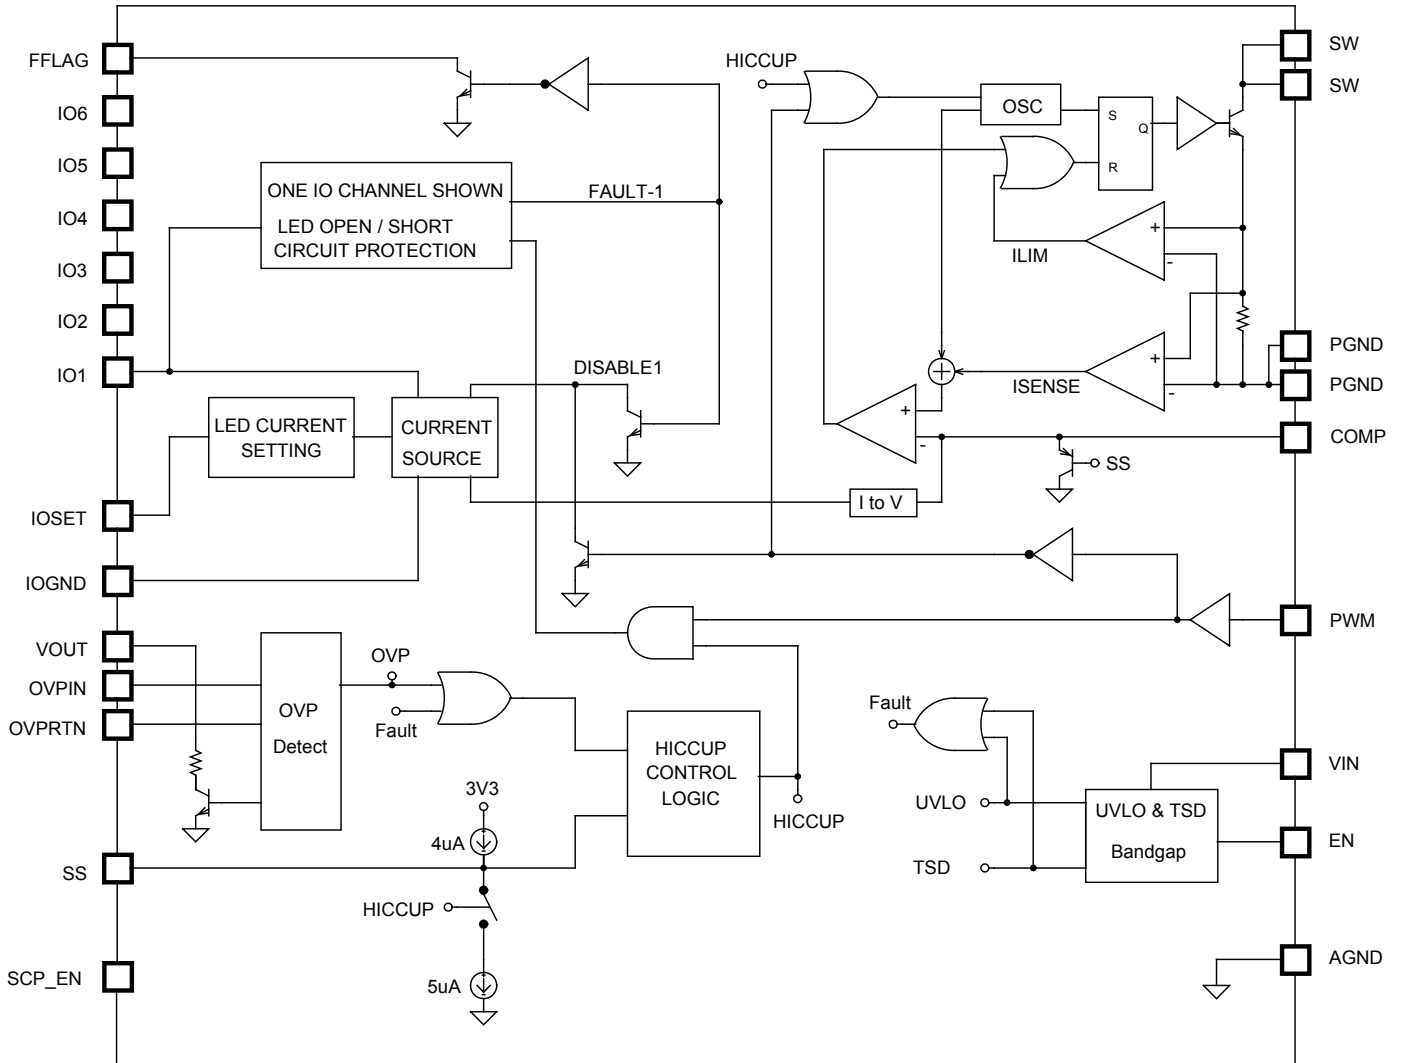 FFLAG
IO6
IO5
IO4
IO3
IO2
IO1
IOSET
IOGND
VOUT
OVPIN
OVPRTN
SS
SCP_EN
ONE IO CHANNEL SHOWN
LED OPEN / SHORT
CIRCUIT PROTECTION
FAULT-1
DISABLE1
LED CURRENT
SETTING
CURRENT
SOURCE
OVP
Detect
OVP
Fault
3V3
4uA
HICCUP
5uA
HICCUP
CONTROL
LOGIC
HICCUP
HICCUP
OSC
S
Q
R
+
-
ILIM
+
-
ISENSE
+
+
-
I to V
SS
Fault
UVLO
TSD
UVLO & TSD
Bandgap
SW
SW
PGND
PGND
COMP
PWM
VIN
EN
AGND